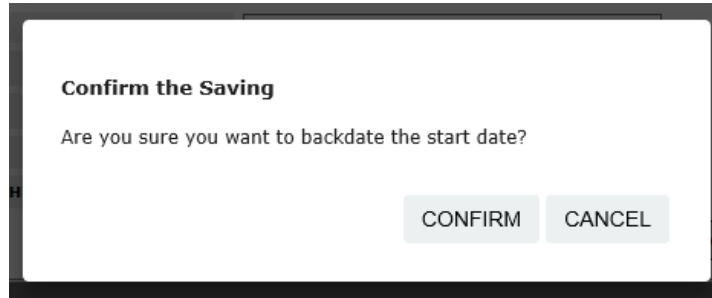 Confirm the Saving
Are you sure you want to backdate the start date?
H
CONFIRM CANCEL